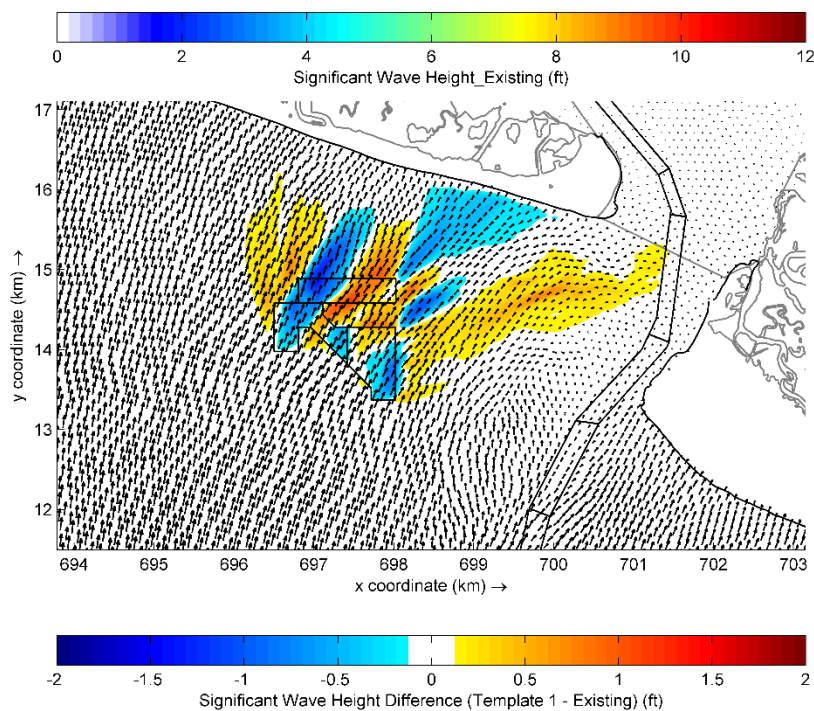 0 2 4 6 8 10 12
Significant Wave Height_Existing (ft)
17
16
15
14
13
12
y coordinate (km) →
694 695 696 697 698 699 700 701 702 703
x coordinate (km) →
-2 -1.5 -1 -0.5 0 0.5 1 1.5 2
Significant Wave Height Difference (Template 1 - Existing) (ft)